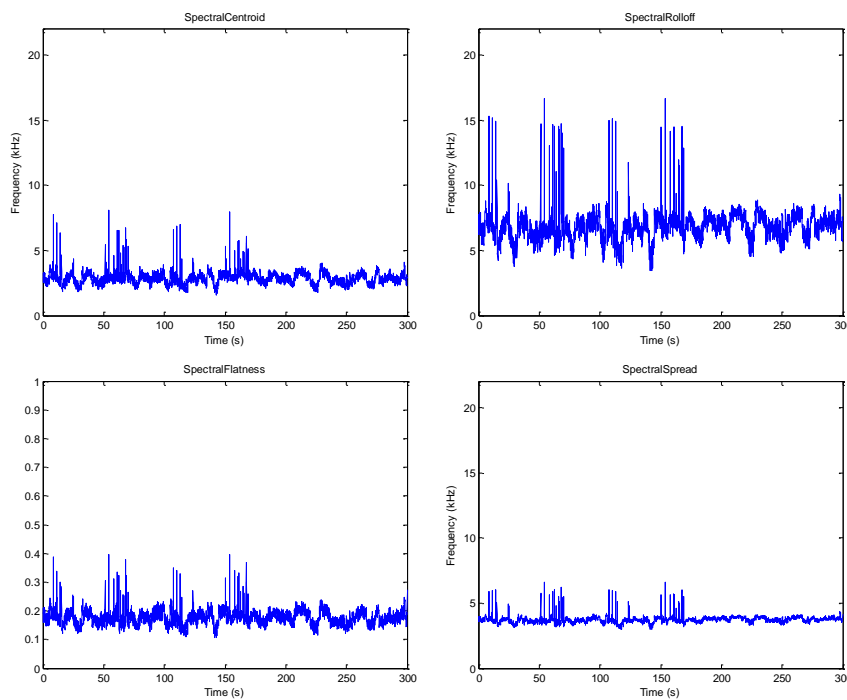 SpectralCentroid
20
15
10
5
0
Frequency (kHz)
0 50 100 150 200 250 300
Time (s)
SpectralRolloff
20
15
10
5
0
Frequency (kHz)
0 50 100 150 200 250 300
Time (s)
SpectralFlatness
1
0.9
0.8
0.7
0.6
0.5
0.4
0.3
0.2
0.1
0
0 50 100 150 200 250 300
Time (s)
SpectralSpread
20
15
10
5
0
Frequency (kHz)
0 50 100 150 200 250 300
Time (s)